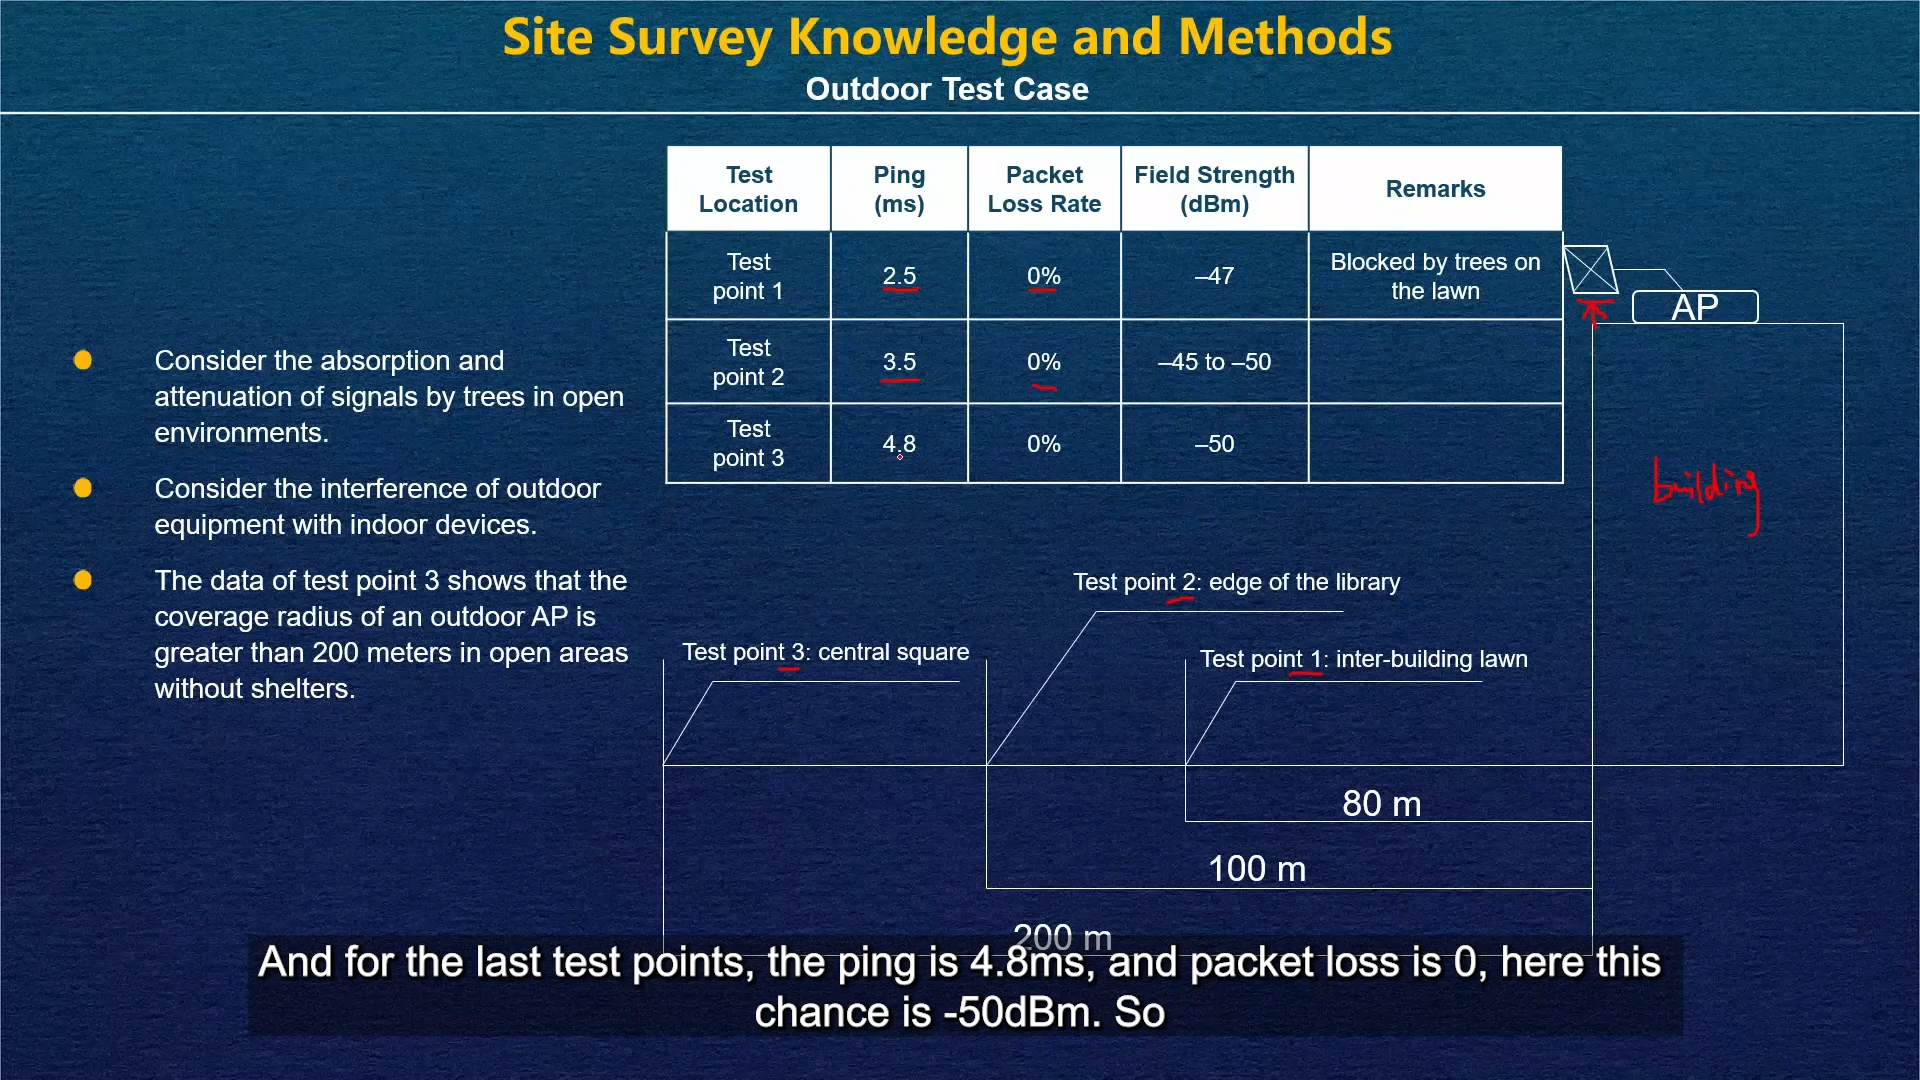 Site Survey Knowledge and Methods
Outdoor Test Case
Test Location
Ping (ms)
Packet Loss Rate
Field Strength (dBm)
Remarks
Test point 1
2.5
0%
–47
Blocked by trees on the lawn
Test point 2
3.5
0%
–45 to –50
Test point 3
4.8
0%
–50
AP
building
Consider the absorption and
attenuation of signals by trees in open
environments.
Consider the interference of outdoor
equipment with indoor devices.
The data of test point 3 shows that the
coverage radius of an outdoor AP is
greater than 200 meters in open areas
without shelters.
Test point 2: edge of the library
Test point 3: central square
Test point 1: inter-building lawn
80 m
100 m
200 m
And for the last test points, the ping is 4.8ms, and packet loss is 0, here this
chance is -50dBm. So